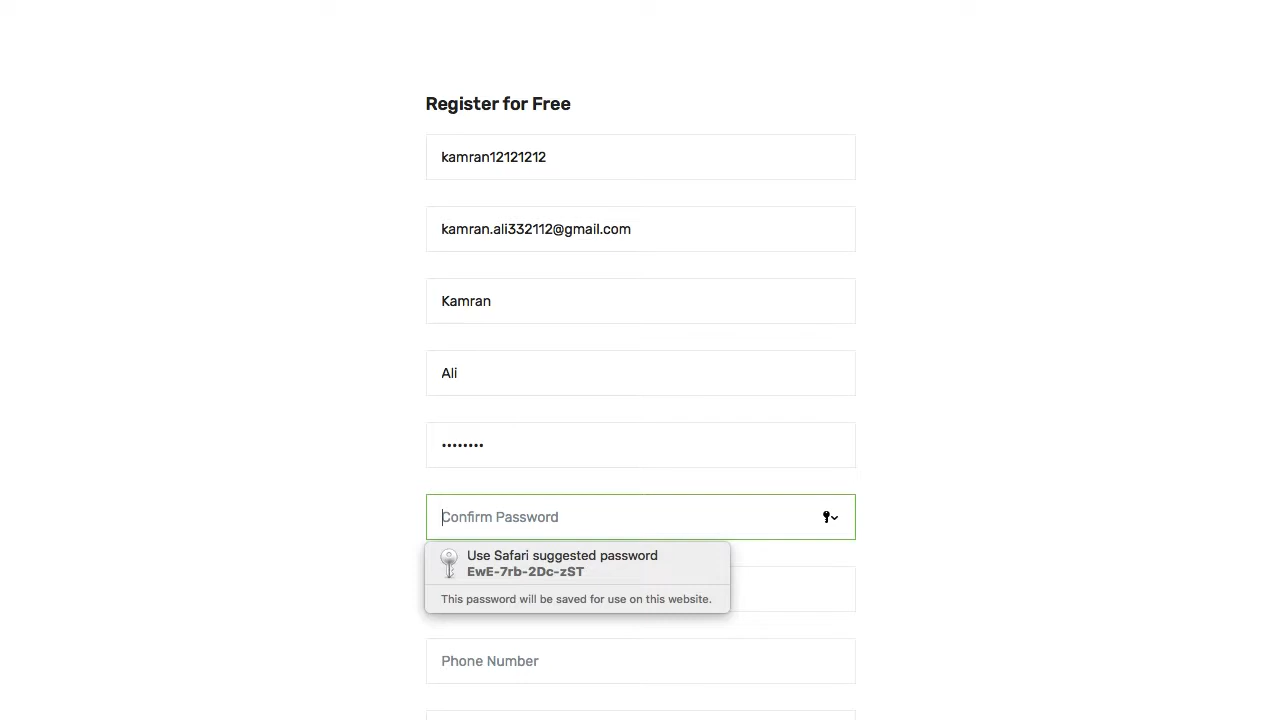 Register for Free
kamran12121212
kamran.ali332112@gmail.com
Kamran
Ali
••••••••
Confirm Password
Use Safari suggested password
EwE-7rb-2Dc-zST
This password will be saved for use on this website.
Phone Number